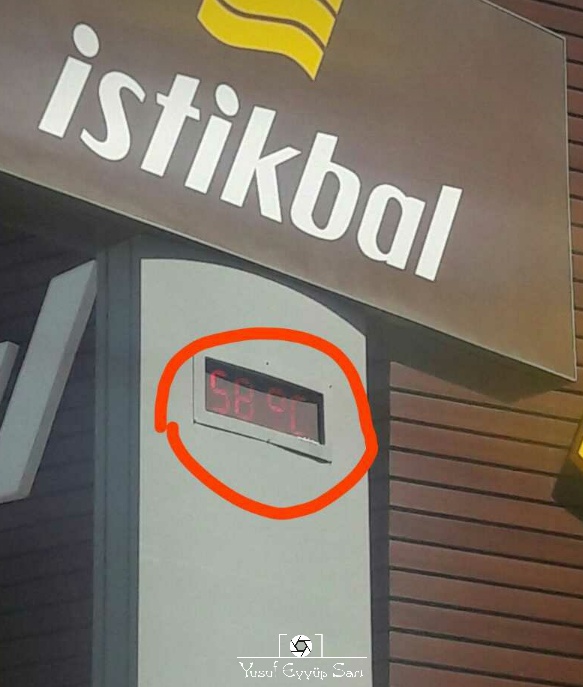 istikbal
58 °C
Yusuf Eyyüp Sarı